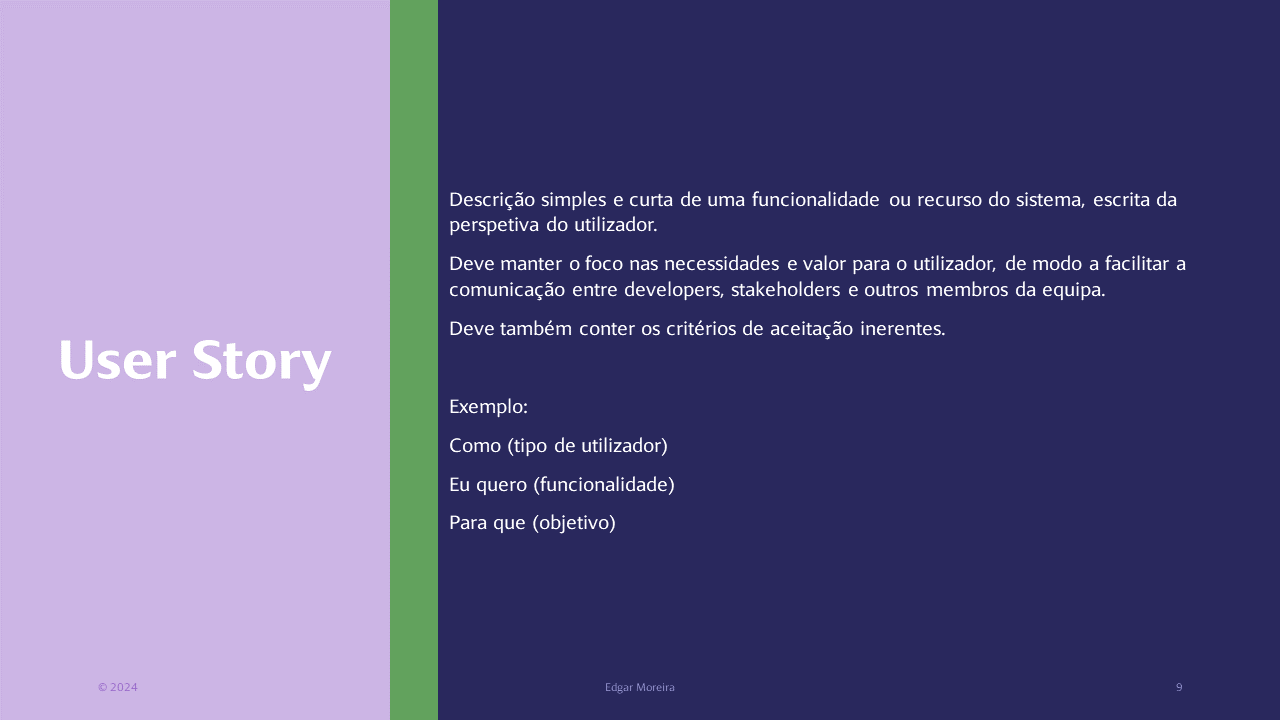 User Story
Descrição simples e curta de uma funcionalidade ou recurso do sistema, escrita da
perspetiva do utilizador.
Deve manter o foco nas necessidades e valor para o utilizador, de modo a facilitar a
comunicação entre developers, stakeholders e outros membros da equipa.
Deve também conter os critérios de aceitação inerentes.
Exemplo:
Como (tipo de utilizador)
Eu quero (funcionalidade)
Para que (objetivo)
© 2024
Edgar Moreira
9